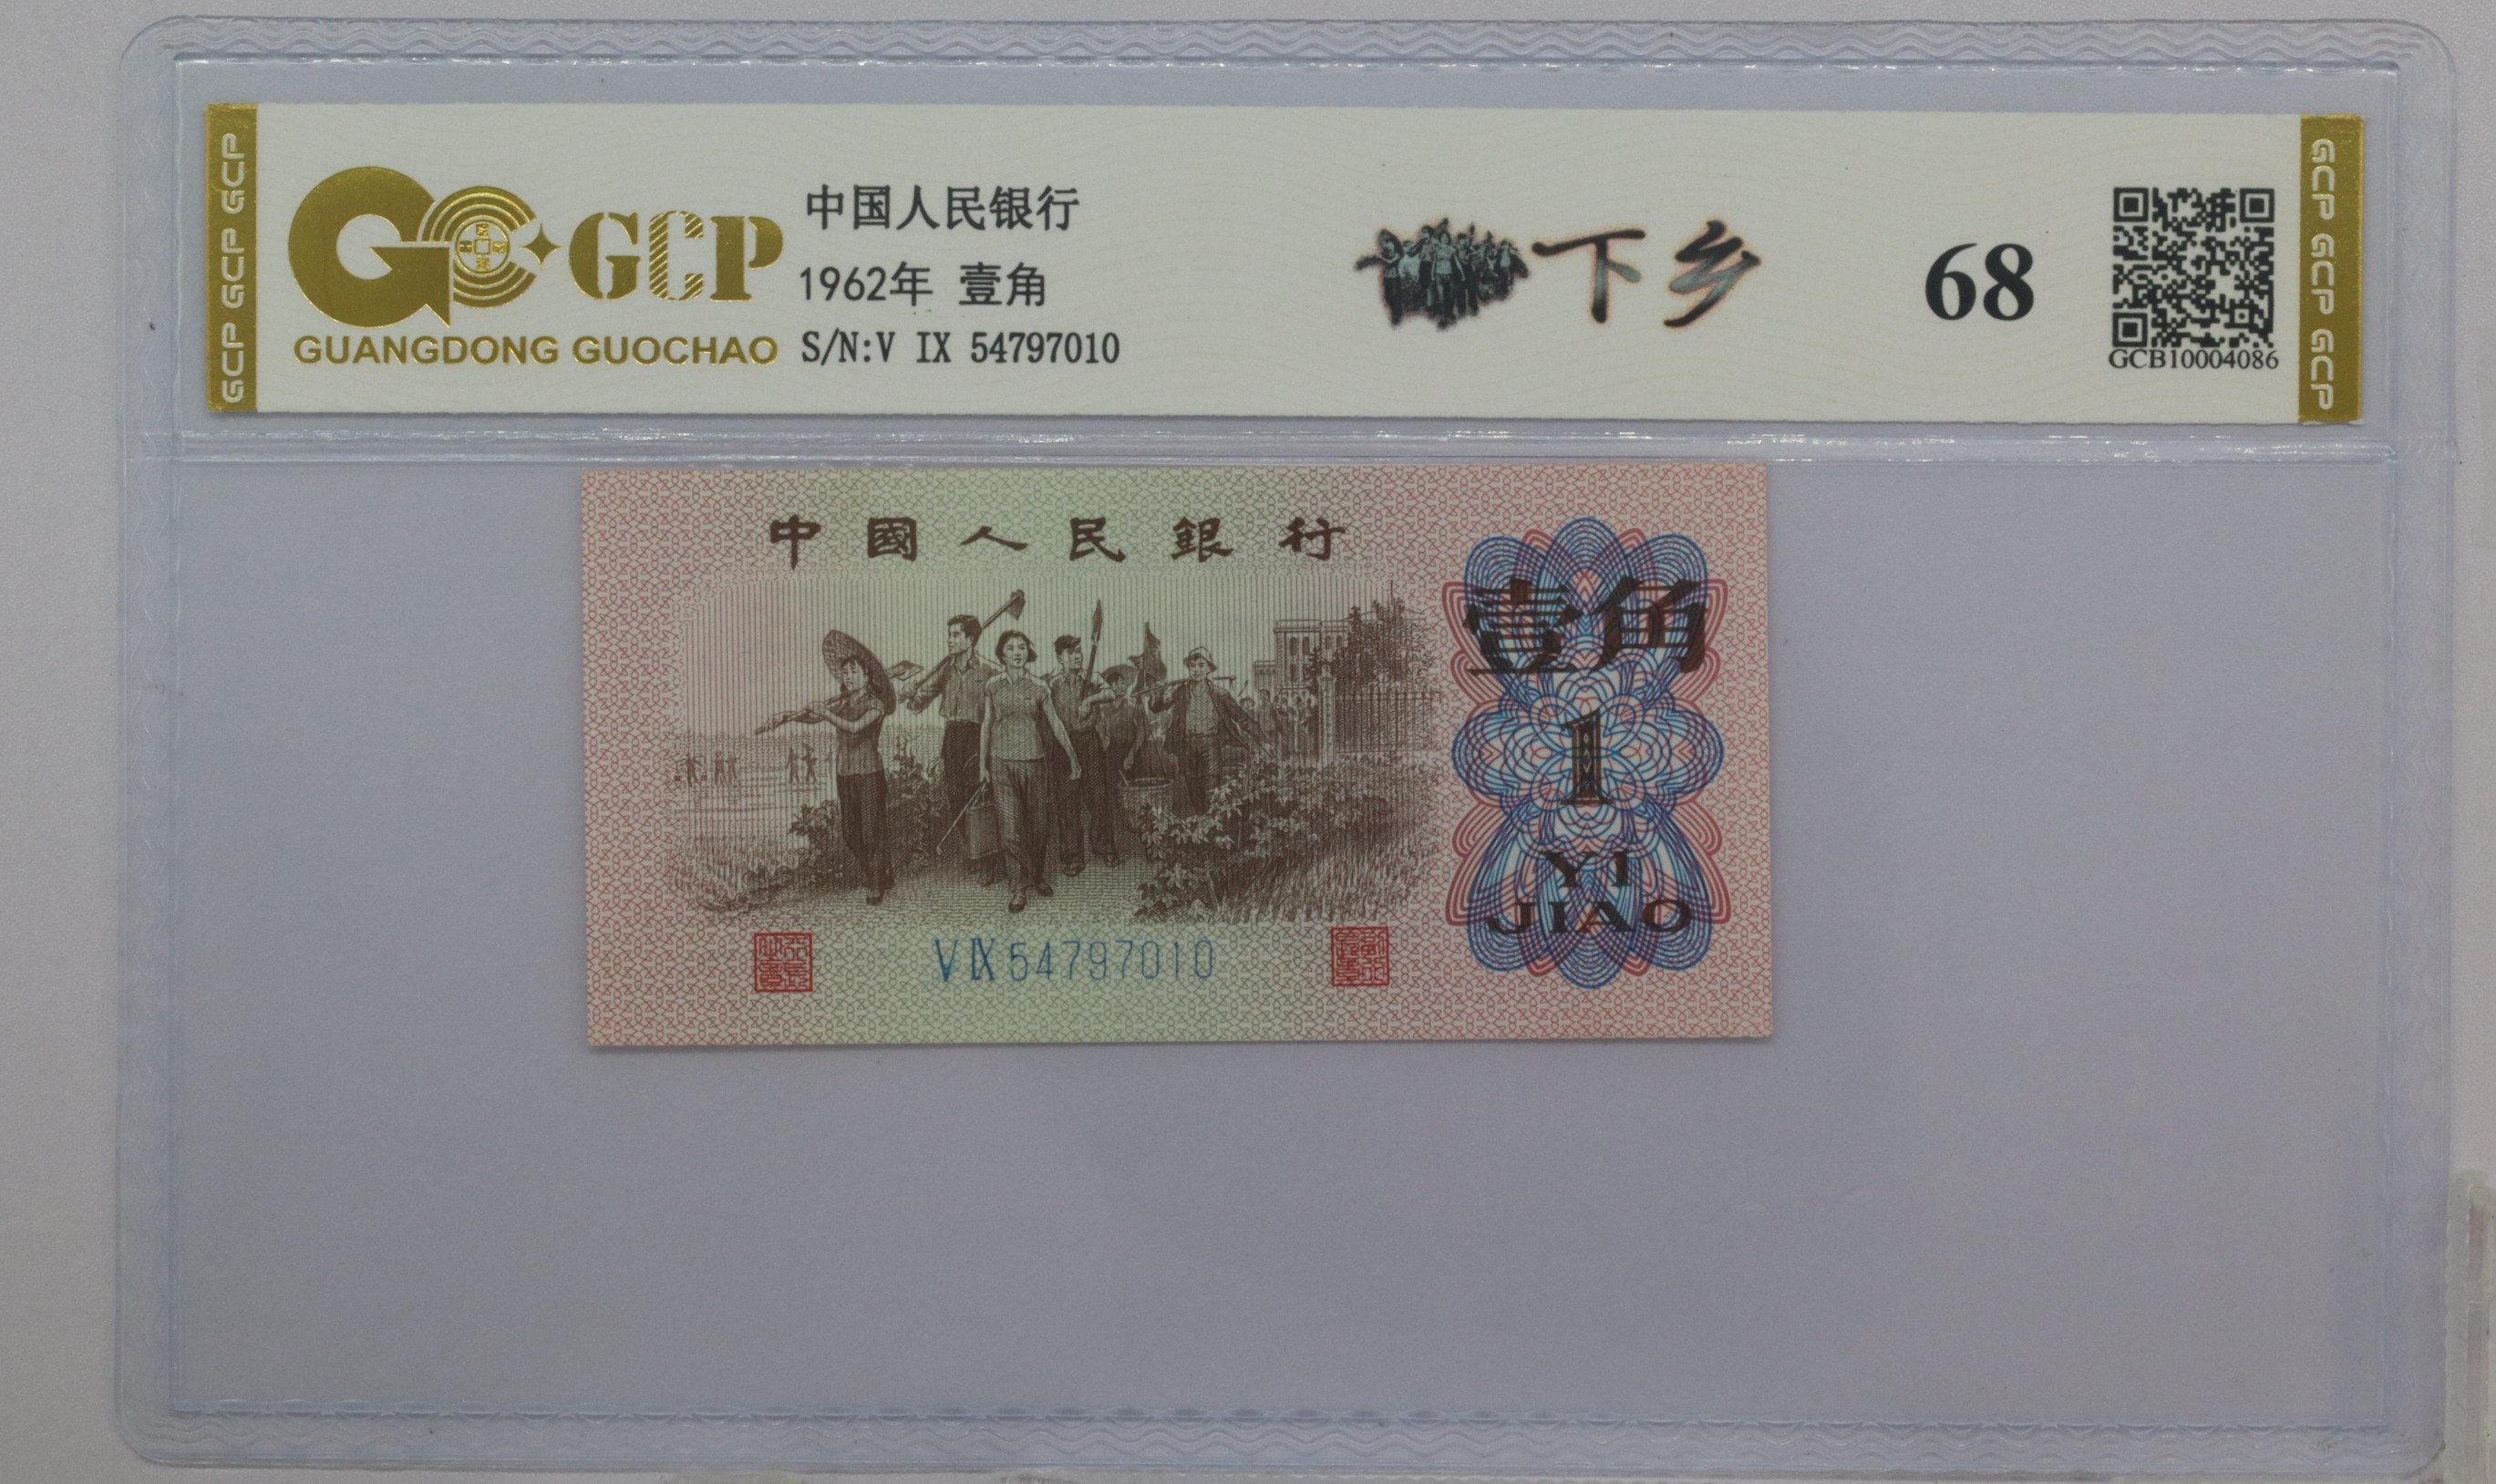 GCP GCP GCP
GCP
GUANGDONG GUOCHAO
中国人民银行
1962年 壹角
S/N:V IX 54797010
下乡
68
GCB10004086
GCP GCP GCP
中國人民銀行
壹角
1
YI
JIAO
V IX 54797010